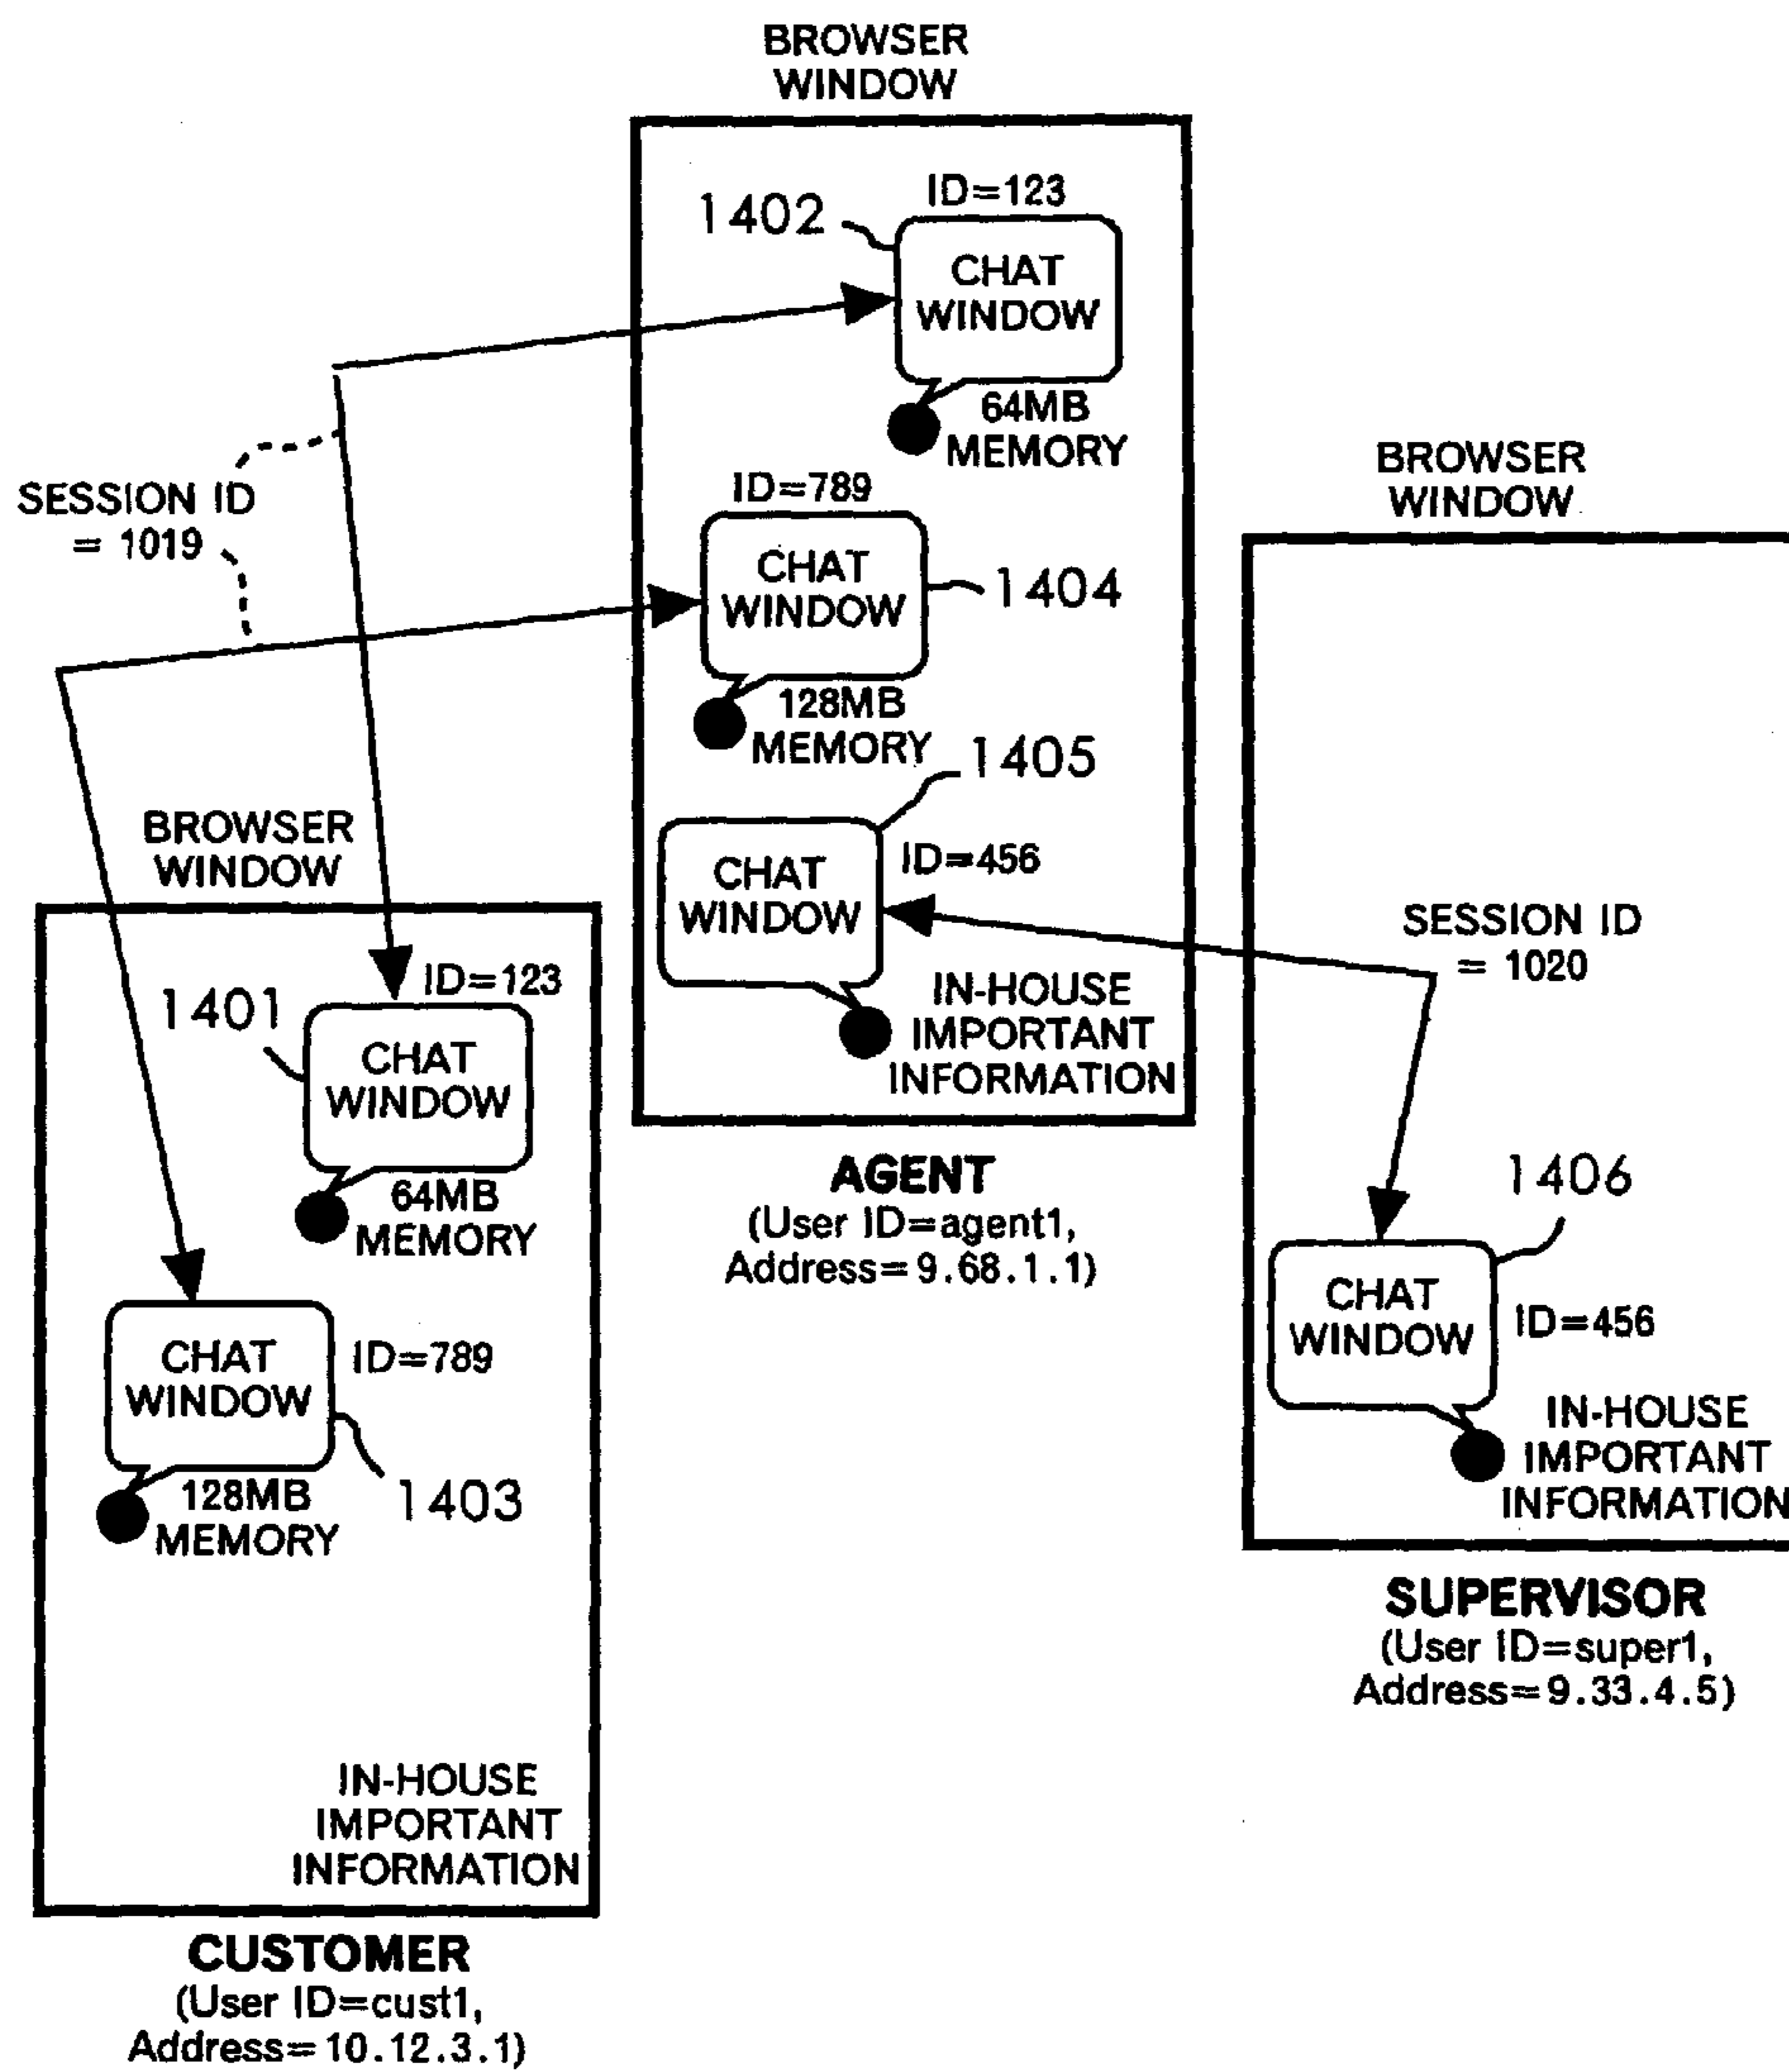 BROWSER
WINDOW
ID=123
1402
CHAT
WINDOW
64MB
MEMORY
SESSION ID
= 1019
ID=789
CHAT
WINDOW
1404
128MB
MEMORY
1405
CHAT
WINDOW
ID=456
IN-HOUSE
IMPORTANT
INFORMATION
AGENT
(User ID=agent1,
Address=9.68.1.1)
BROWSER
WINDOW
SESSION ID
= 1020
1406
CHAT
WINDOW
ID=456
IN-HOUSE
IMPORTANT
INFORMATION
SUPERVISOR
(User ID=super1,
Address=9.33.4.5)
BROWSER
WINDOW
ID=123
1401
CHAT
WINDOW
64MB
MEMORY
CHAT
WINDOW
ID=789
1403
128MB
MEMORY
IN-HOUSE
IMPORTANT
INFORMATION
CUSTOMER
(User ID=cust1,
Address=10.12.3.1)